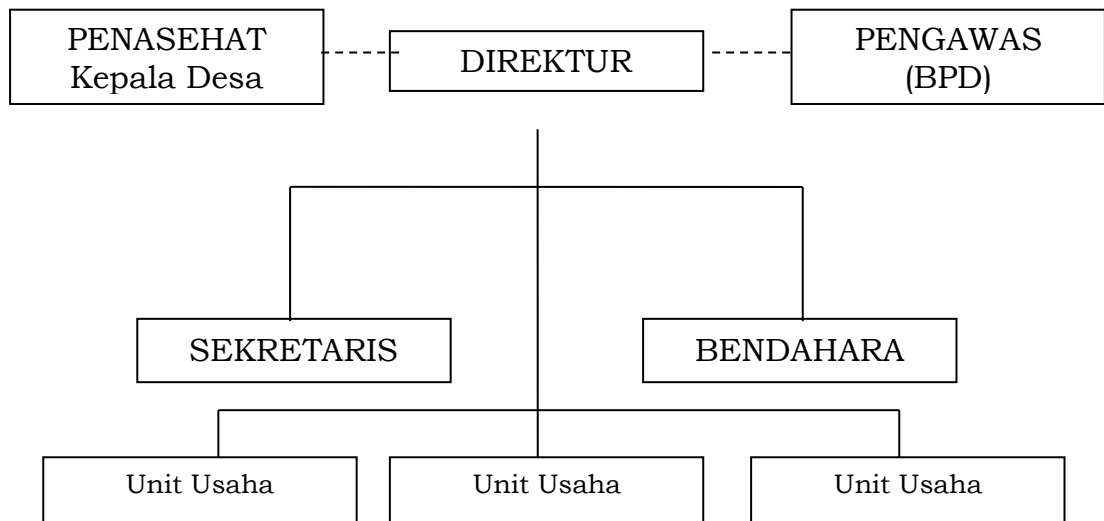 PENASEHAT
Kepala Desa
DIREKTUR
PENGAWAS
(BPD)
SEKRETARIS
BENDAHARA
Unit Usaha
Unit Usaha
Unit Usaha